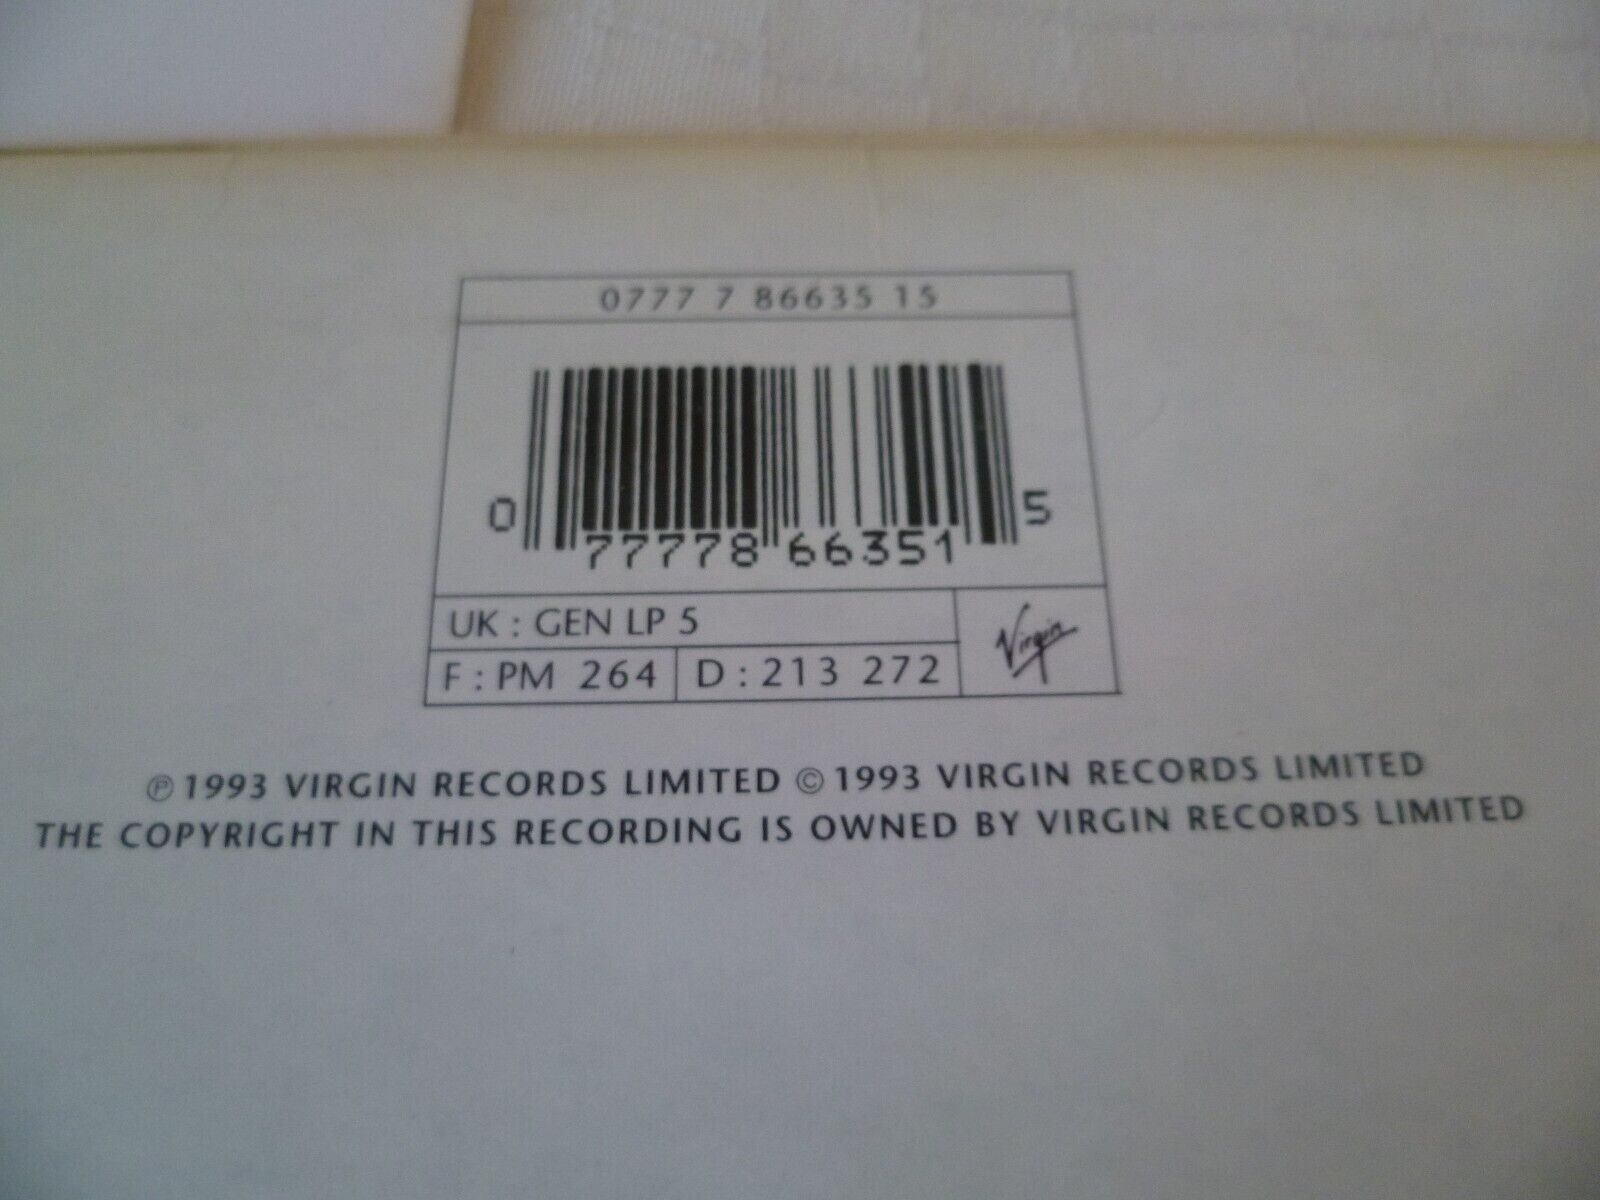 0777 7 86635 15
0 77778 66351 5
UK : GEN LP 5
F : PM 264 D : 213 272
Virgin
℗ 1993 VIRGIN RECORDS LIMITED © 1993 VIRGIN RECORDS LIMITED
THE COPYRIGHT IN THIS RECORDING IS OWNED BY VIRGIN RECORDS LIMITED